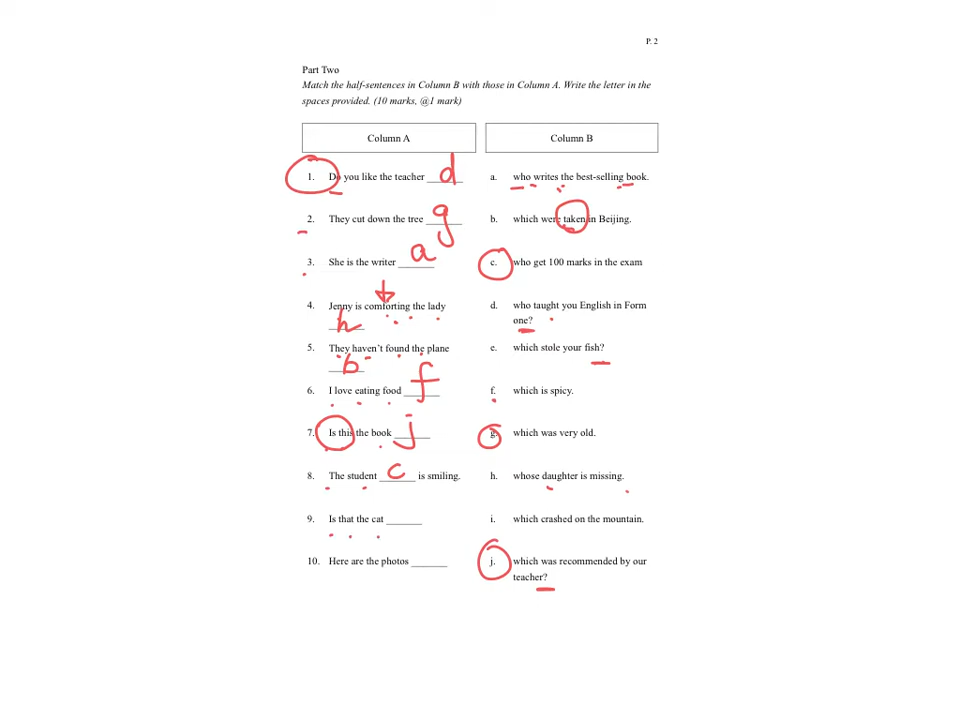 P. 2
Part Two
Match the half-sentences in Column B with those in Column A. Write the letter in the
spaces provided. (10 marks, @1 mark)
Column A Column B
1. Do you like the teacher d a. who writes the best-selling book.
2. They cut down the tree g b. which were taken in Beijing.
3. She is the writer a c. who get 100 marks in the exam
4. Jenny is comforting the lady d. who taught you English in Form
h one?
5. They haven't found the plane e. which stole your fish?
b
6. I love eating food f f. which is spicy.
7. Is this the book j g. which was very old.
8. The student c is smiling. h. whose daughter is missing.
9. Is that the cat _______ i. which crashed on the mountain.
10. Here are the photos _______ j. which was recommended by our
teacher?